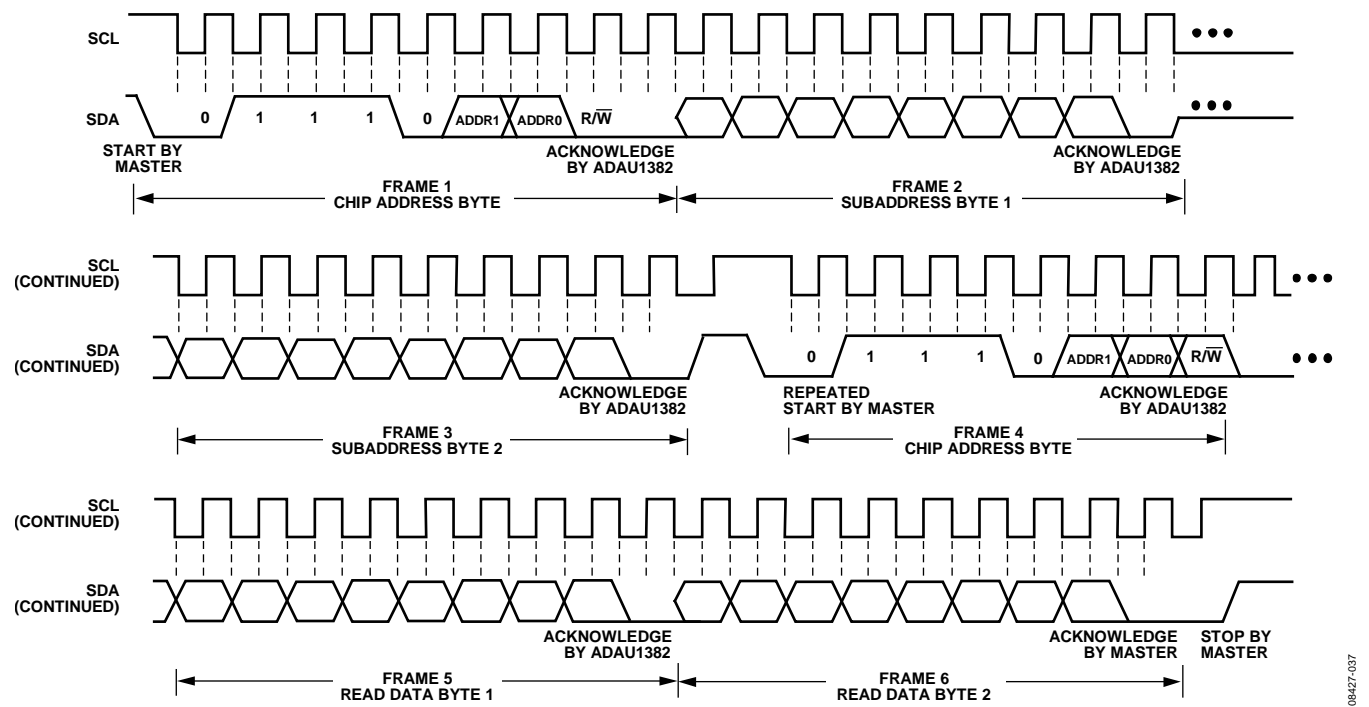 SCL
SDA
0 1 1 1 0 ADDR1 ADDR0 R/W̅
START BY
MASTER
ACKNOWLEDGE
BY ADAU1382
ACKNOWLEDGE
BY ADAU1382
FRAME 1
CHIP ADDRESS BYTE
FRAME 2
SUBADDRESS BYTE 1
SCL
(CONTINUED)
SDA
(CONTINUED)
0 1 1 1 0 ADDR1 ADDR0 R/W̅
ACKNOWLEDGE
BY ADAU1382
REPEATED
START BY MASTER
ACKNOWLEDGE
BY ADAU1382
FRAME 3
SUBADDRESS BYTE 2
FRAME 4
CHIP ADDRESS BYTE
SCL
(CONTINUED)
SDA
(CONTINUED)
ACKNOWLEDGE
BY ADAU1382
ACKNOWLEDGE
BY MASTER
STOP BY
MASTER
FRAME 5
READ DATA BYTE 1
FRAME 6
READ DATA BYTE 2
08427-037